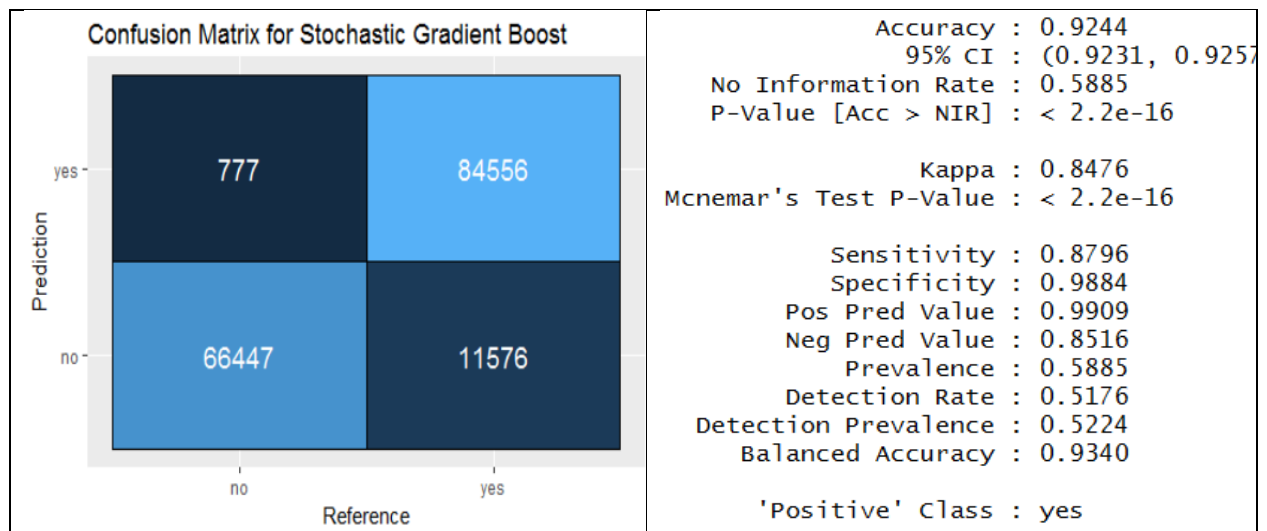 Confusion Matrix for Stochastic Gradient Boost
Prediction
yes
777
84556
no
66447
11576
no
yes
Reference
Accuracy : 0.9244
95% CI : (0.9231, 0.9257
No Information Rate : 0.5885
P-Value [Acc > NIR] : < 2.2e-16
Kappa : 0.8476
Mcnemar's Test P-Value : < 2.2e-16
Sensitivity : 0.8796
Specificity : 0.9884
Pos Pred Value : 0.9909
Neg Pred Value : 0.8516
Prevalence : 0.5885
Detection Rate : 0.5176
Detection Prevalence : 0.5224
Balanced Accuracy : 0.9340
'Positive' Class : yes